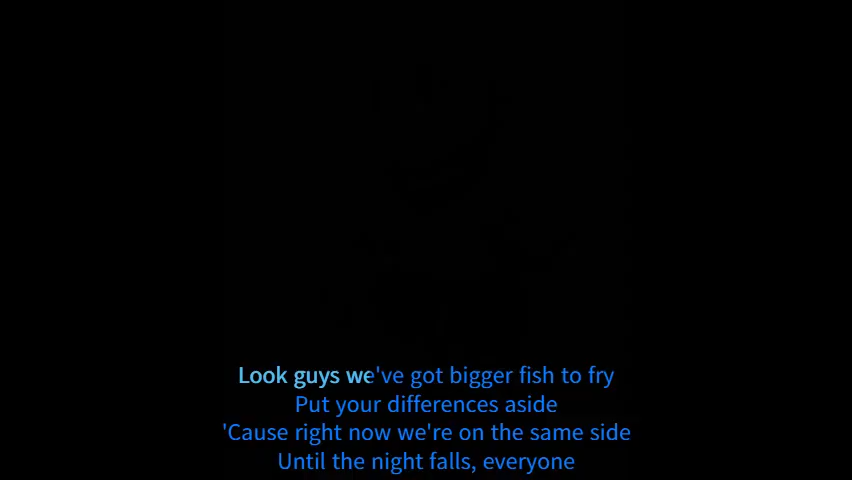 Look guys we've got bigger fish to fry
Put your differences aside
'Cause right now we're on the same side
Until the night falls, everyone